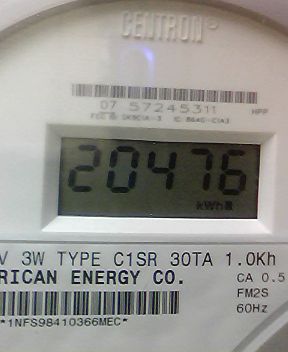 CENTRON®
07 57245311 HPP
20476
kWh
V 3W TYPE C1SR 30TA 1.0Kh
RICAN ENERGY CO. CA 0.5
FM2S
60Hz
*1NFS98410366MEC*